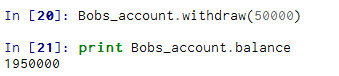 In [20]: Bobs_account.withdraw(50000)
In [21]: print Bobs_account.balance
1950000